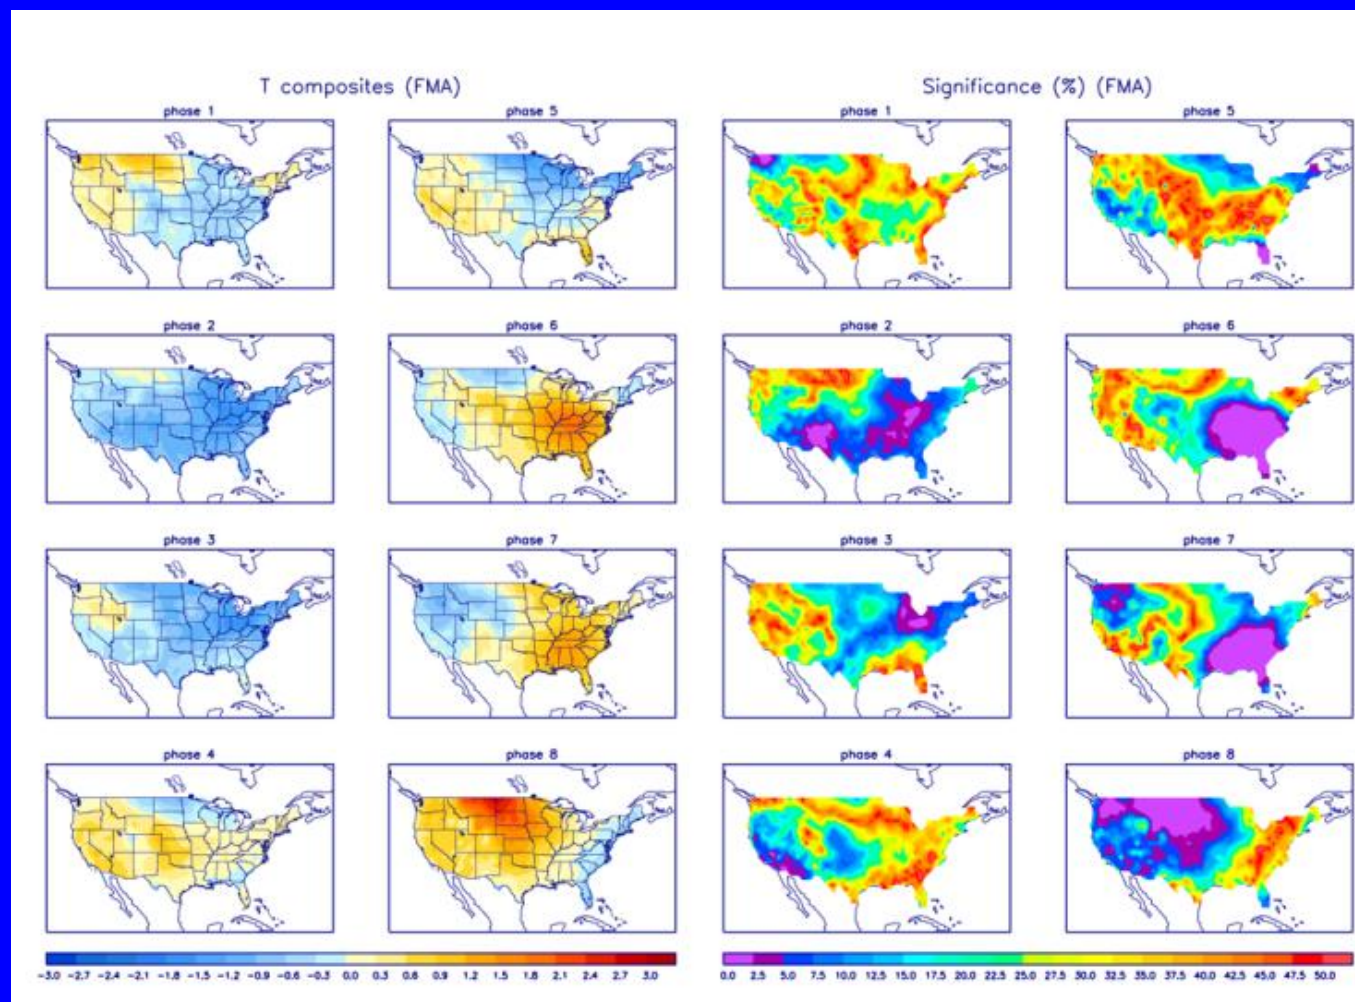 T composites (FMA) Significance (%) (FMA)
phase 1 phase 5 phase 1 phase 5
phase 2 phase 6 phase 2 phase 6
phase 3 phase 7 phase 3 phase 7
phase 4 phase 8 phase 4 phase 8
-3.0 -2.7 -2.4 -2.1 -1.8 -1.5 -1.2 -0.9 -0.6 -0.3 0.0 0.3 0.6 0.9 1.2 1.5 1.8 2.1 2.4 2.7 3.0 0.0 2.5 5.0 7.5 10.0 12.5 15.0 17.5 20.0 22.5 25.0 27.5 30.0 32.5 35.0 37.5 40.0 42.5 45.0 47.5 50.0